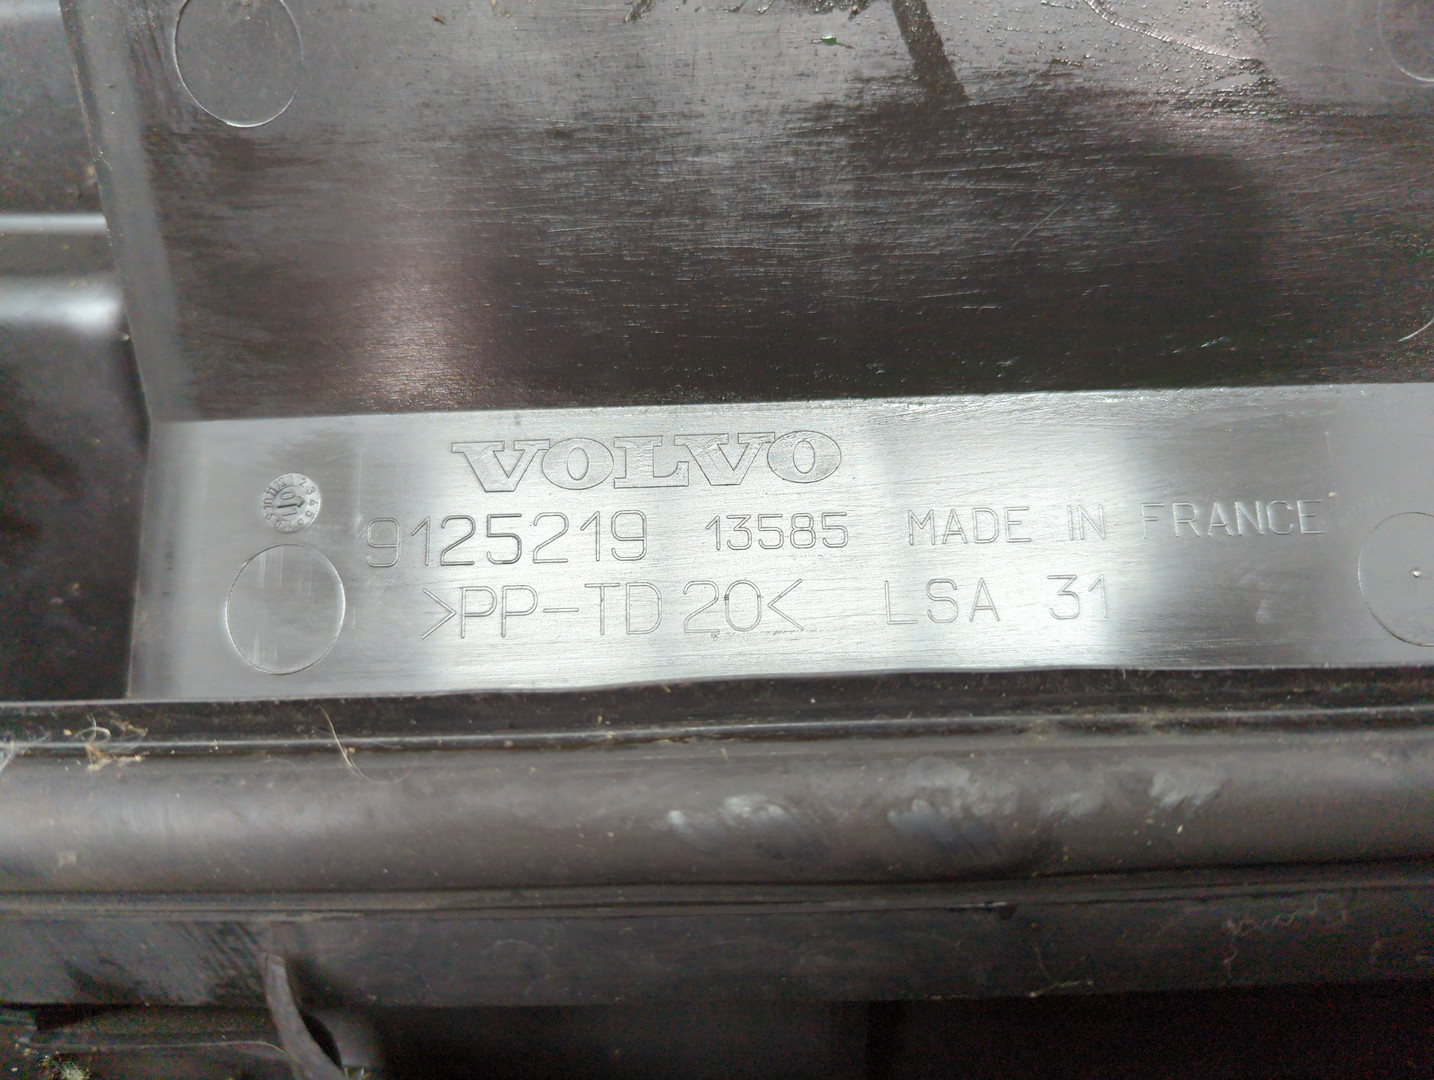 VOLVO
9125219 13585 MADE IN FRANCE
>PP-TD20< LSA 31